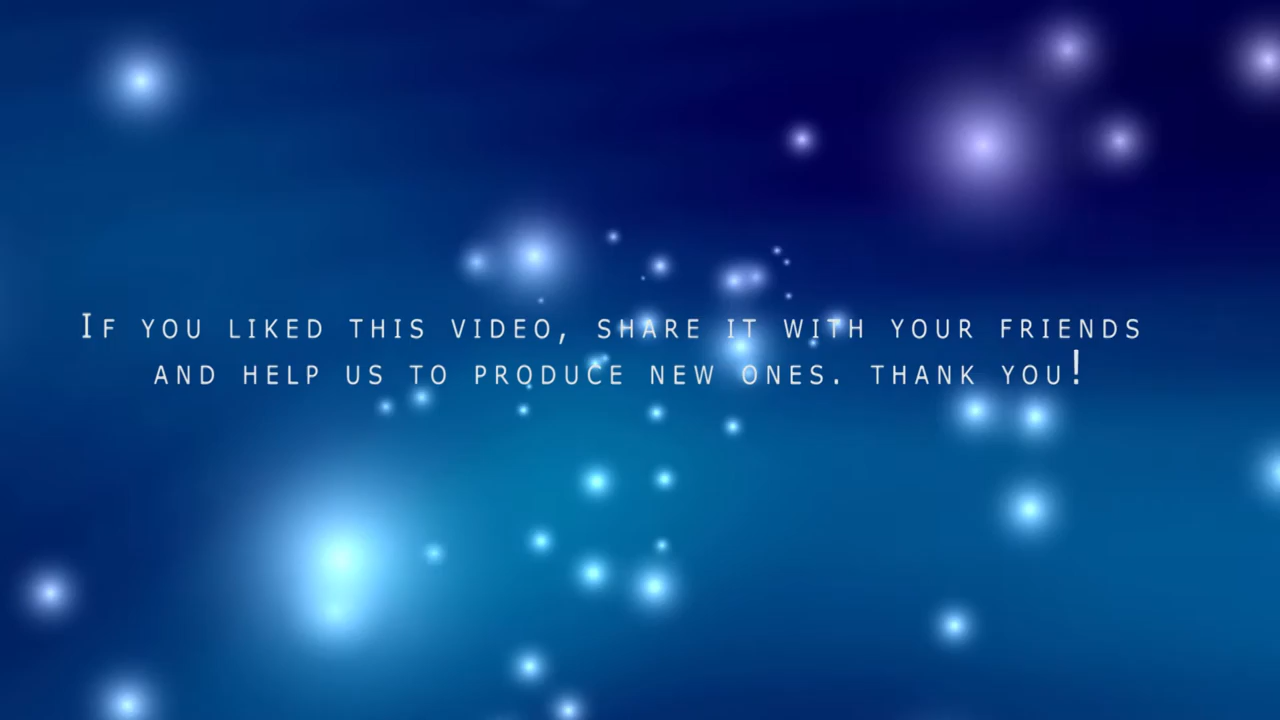 If you liked this video, share it with your friends
and help us to produce new ones. thank you!